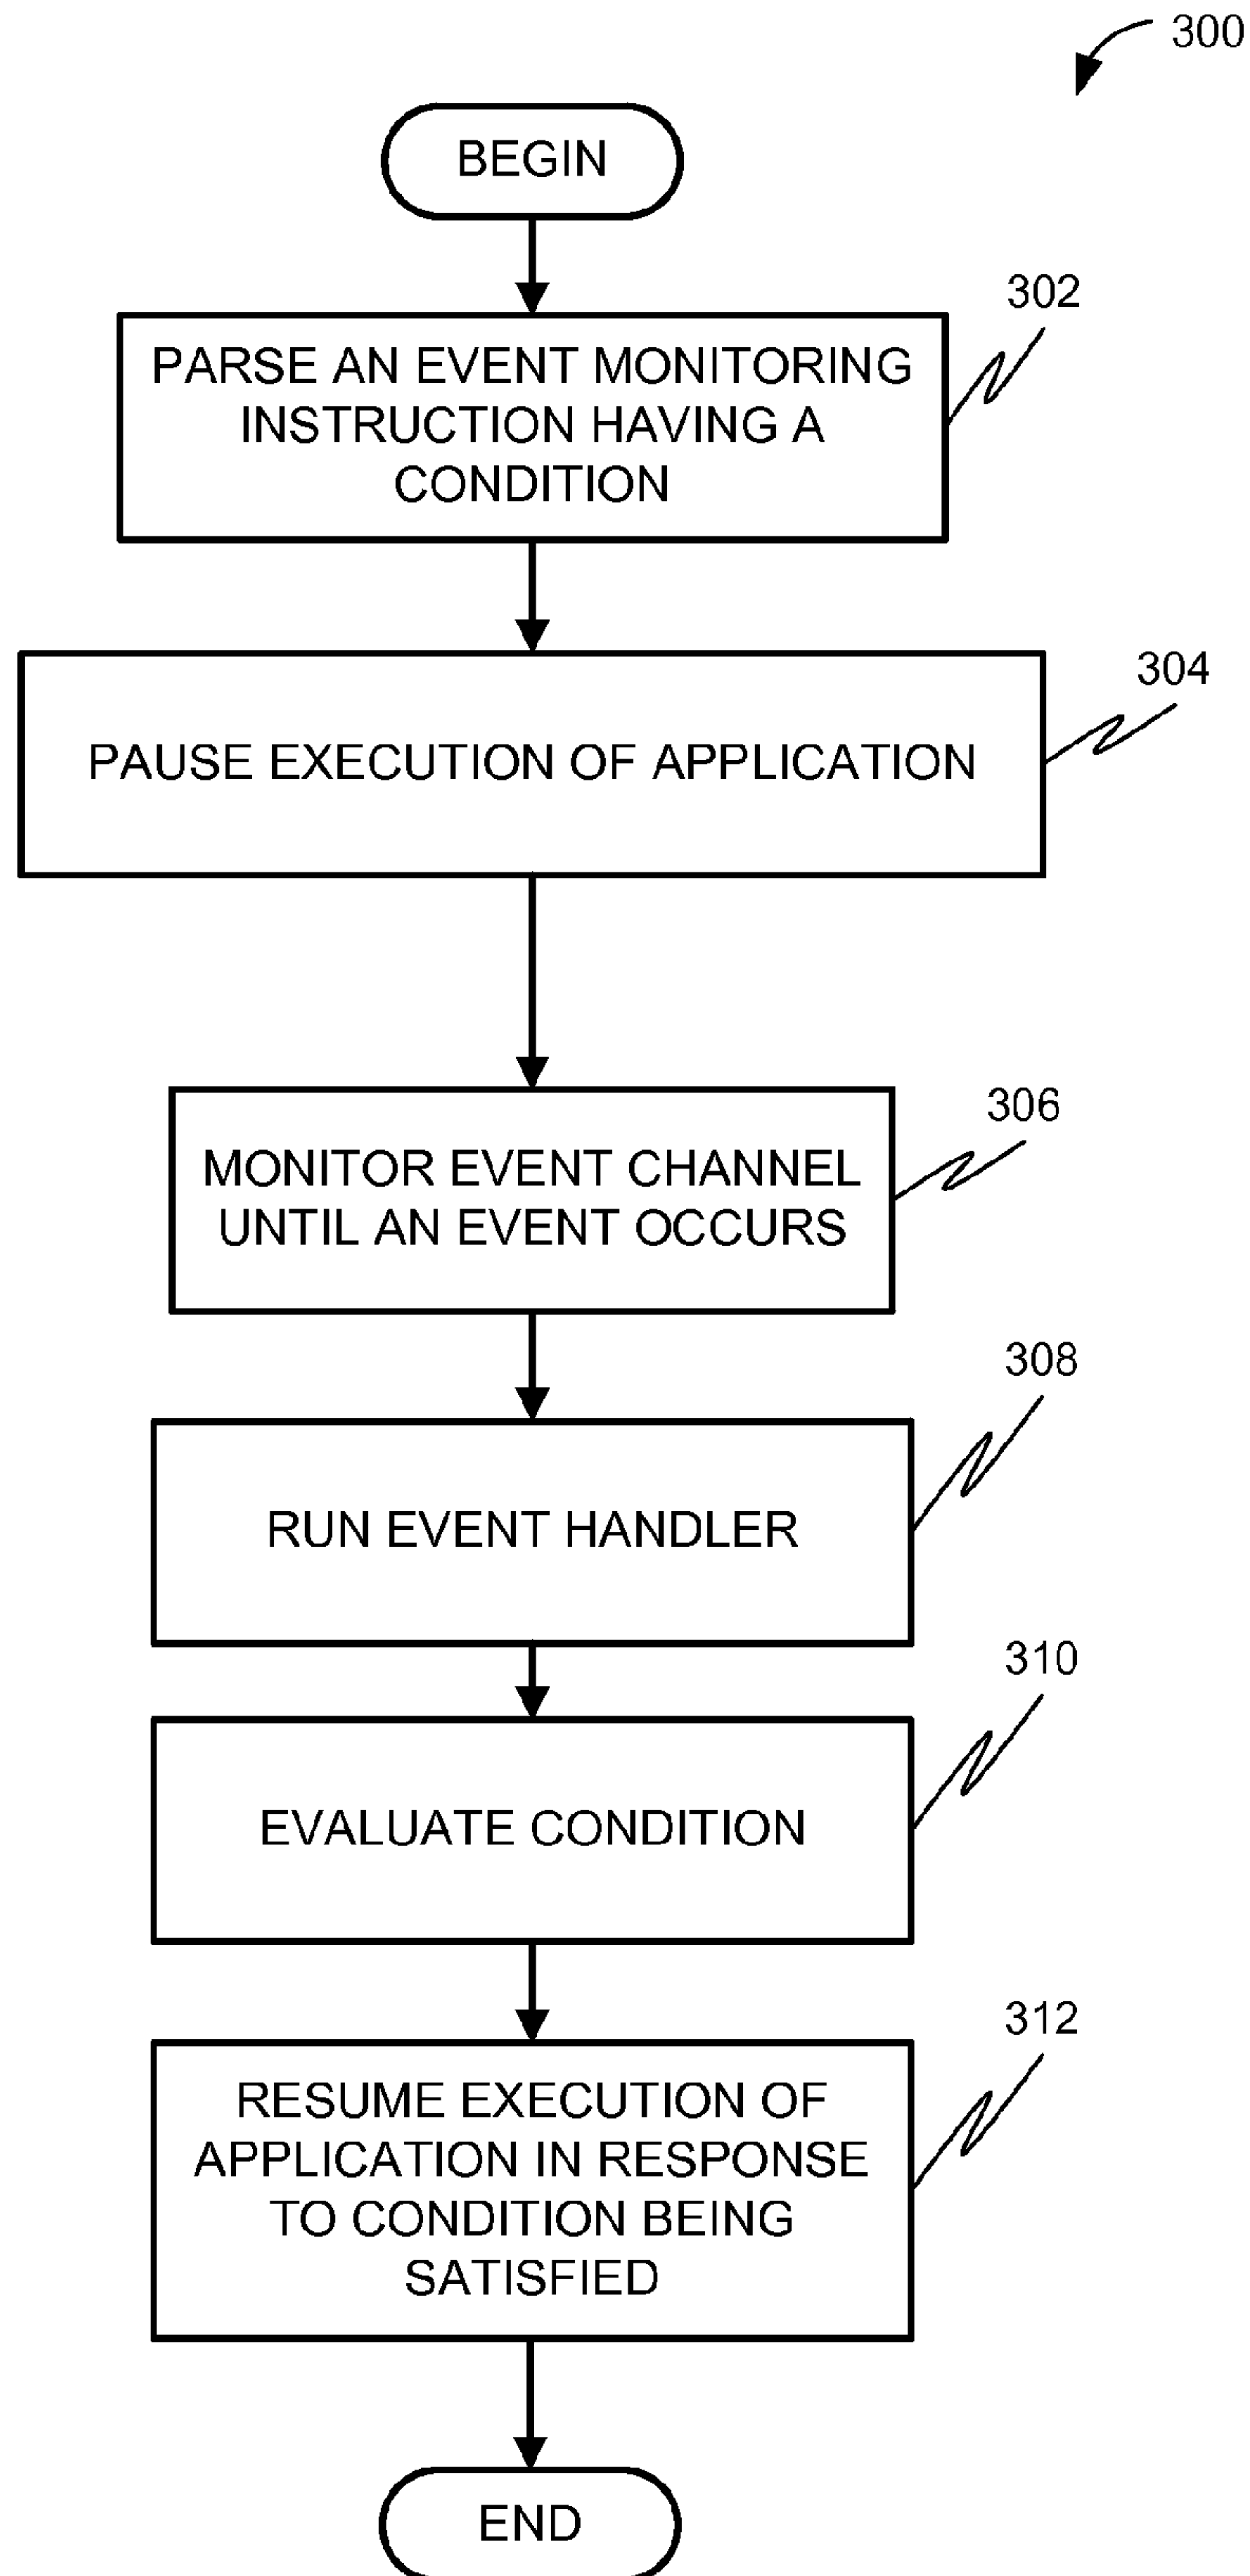 300
BEGIN
302
PARSE AN EVENT MONITORING
INSTRUCTION HAVING A
CONDITION
304
PAUSE EXECUTION OF APPLICATION
306
MONITOR EVENT CHANNEL
UNTIL AN EVENT OCCURS
308
RUN EVENT HANDLER
310
EVALUATE CONDITION
312
RESUME EXECUTION OF
APPLICATION IN RESPONSE
TO CONDITION BEING
SATISFIED
END